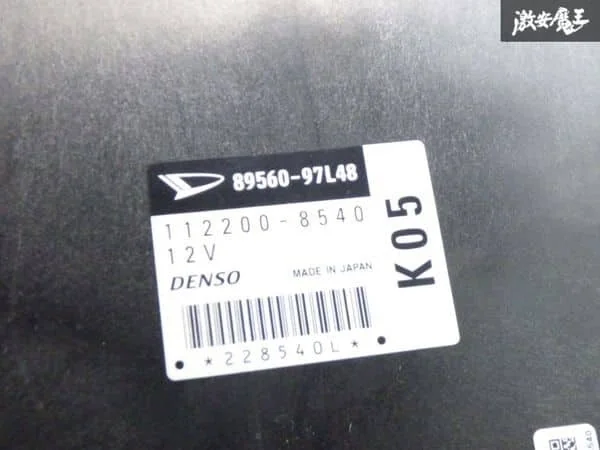 激安魔王
89560-97L48
112200-8540
12V
DENSO MADE IN JAPAN
K05
*228540L*